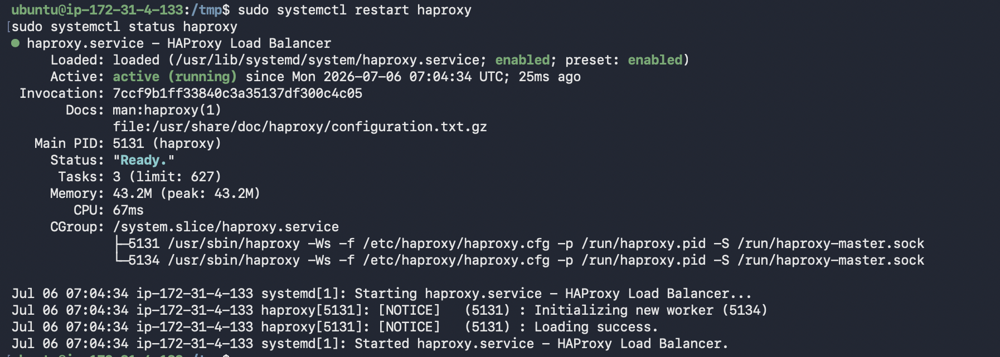 ubuntu@ip-172-31-4-133:/tmp$ sudo systemctl restart haproxy
[sudo systemctl status haproxy
● haproxy.service - HAProxy Load Balancer
Loaded: loaded (/usr/lib/systemd/system/haproxy.service; enabled; preset: enabled)
Active: active (running) since Mon 2026-07-06 07:04:34 UTC; 25ms ago
Invocation: 7ccf9b1ff33840c3a35137df300c4c05
Docs: man:haproxy(1)
file:/usr/share/doc/haproxy/configuration.txt.gz
Main PID: 5131 (haproxy)
Status: "Ready."
Tasks: 3 (limit: 627)
Memory: 43.2M (peak: 43.2M)
CPU: 67ms
CGroup: /system.slice/haproxy.service
├─5131 /usr/sbin/haproxy -Ws -f /etc/haproxy/haproxy.cfg -p /run/haproxy.pid -S /run/haproxy-master.sock
└─5134 /usr/sbin/haproxy -Ws -f /etc/haproxy/haproxy.cfg -p /run/haproxy.pid -S /run/haproxy-master.sock
Jul 06 07:04:34 ip-172-31-4-133 systemd[1]: Starting haproxy.service - HAProxy Load Balancer...
Jul 06 07:04:34 ip-172-31-4-133 haproxy[5131]: [NOTICE]   (5131) : Initializing new worker (5134)
Jul 06 07:04:34 ip-172-31-4-133 haproxy[5131]: [NOTICE]   (5131) : Loading success.
Jul 06 07:04:34 ip-172-31-4-133 systemd[1]: Started haproxy.service - HAProxy Load Balancer.